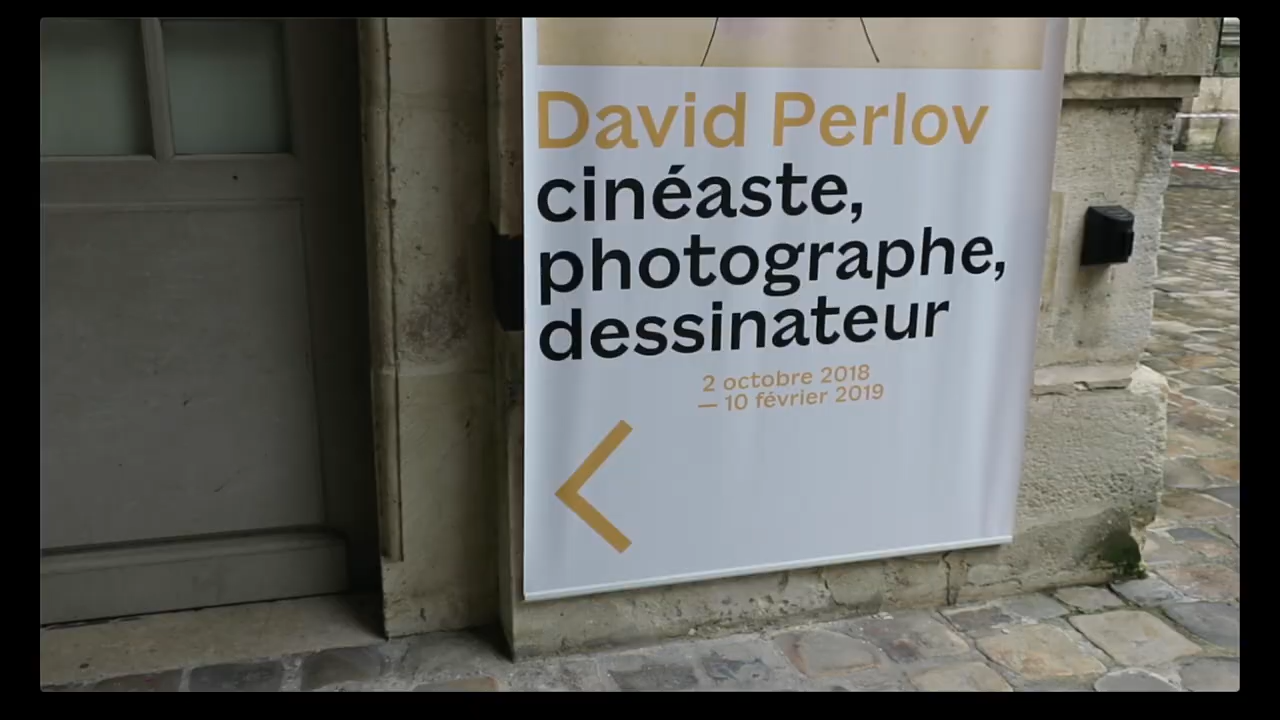 David Perlov
cinéaste,
photographe,
dessinateur
2 octobre 2018
— 10 février 2019